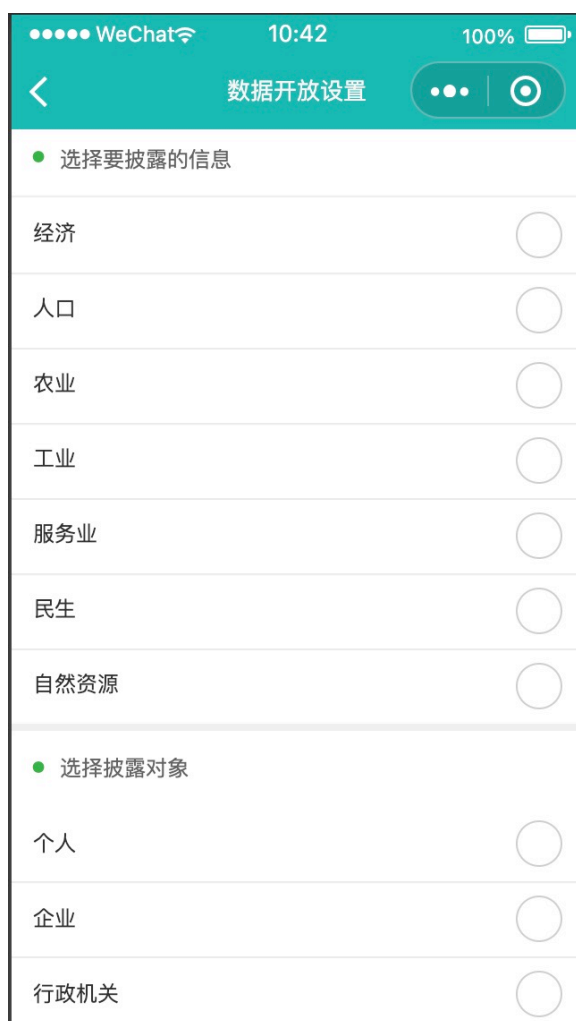 WeChat 10:42 100%
数据开放设置
选择要披露的信息
经济
人口
农业
工业
服务业
民生
自然资源
选择披露对象
个人
企业
行政机关